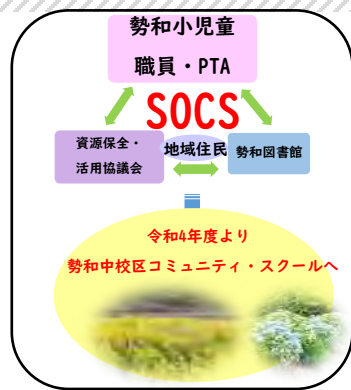 勢和小児童
職員・PTA
SOCS
資源保全・
活用協議会
地域住民
勢和図書館
令和4年度より
勢和中校区コミュニティ・スクールへ